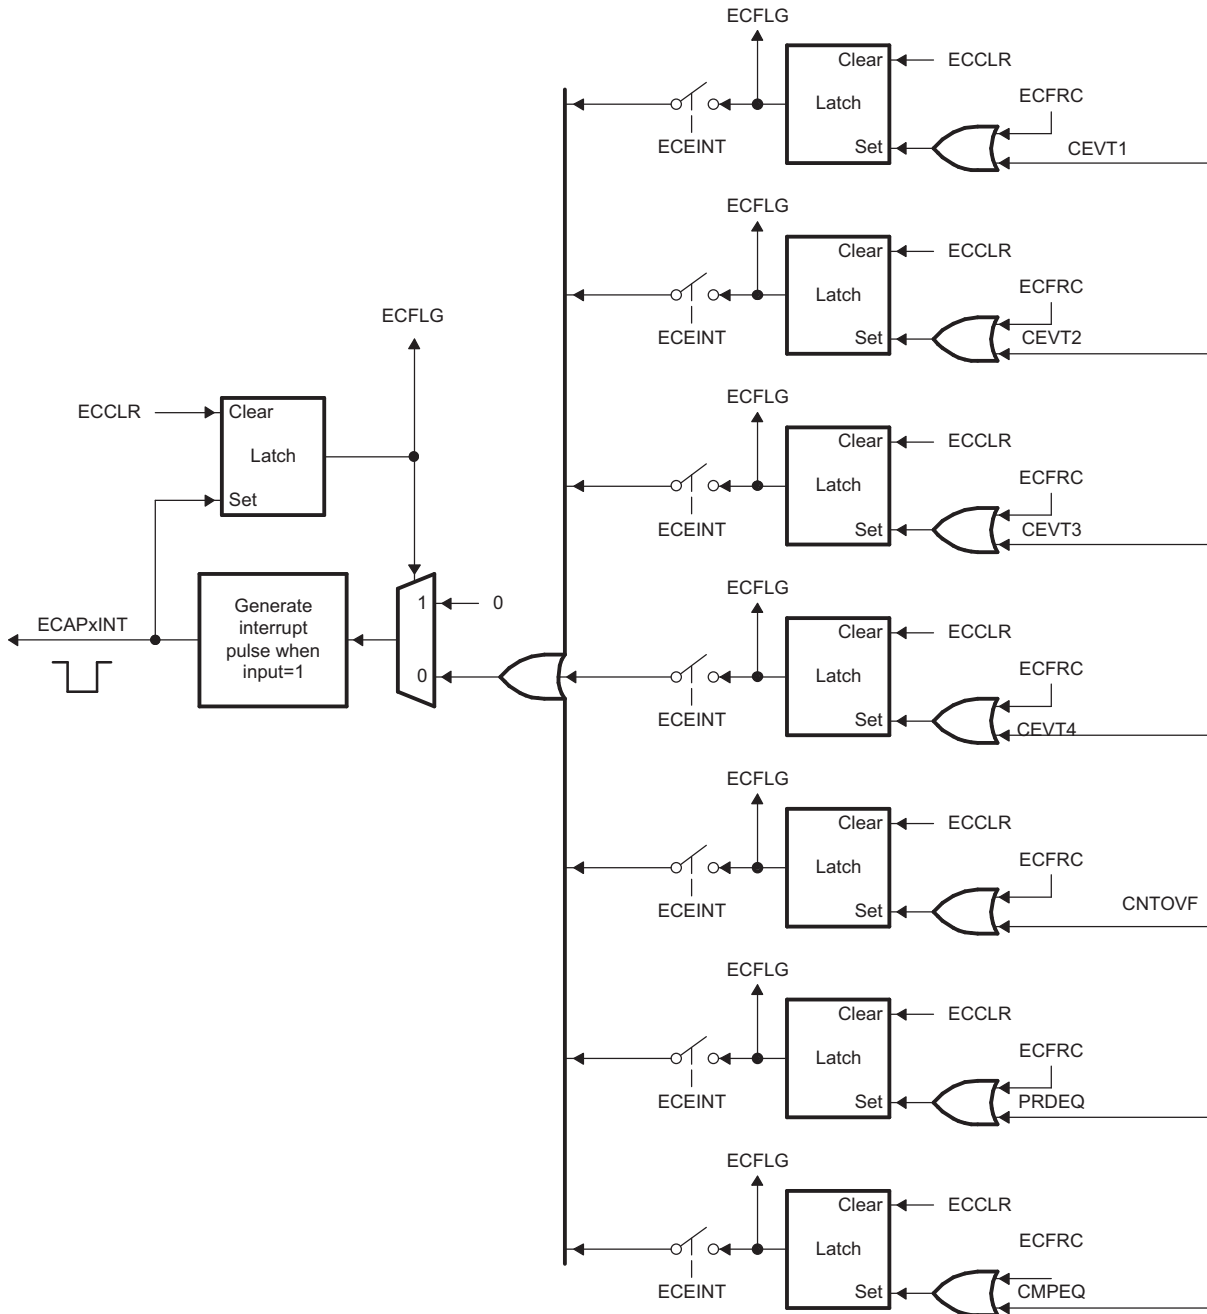 ECFLG
Clear
ECCLR
Latch
ECFRC
ECEINT
Set
CEVT1
ECFLG
Clear
ECCLR
Latch
ECFRC
ECEINT
Set
CEVT2
ECFLG
Clear
ECCLR
Latch
ECFRC
ECEINT
Set
CEVT3
ECFLG
Clear
ECCLR
Latch
ECFRC
ECEINT
Set
CEVT4
ECFLG
Clear
ECCLR
Latch
ECFRC
ECEINT
Set
CNTOVF
ECFLG
Clear
ECCLR
Latch
ECFRC
ECEINT
Set
PRDEQ
ECFLG
Clear
ECCLR
Latch
ECFRC
ECEINT
Set
CMPEQ
ECFLG
ECCLR
Clear
Latch
Set
ECAPxINT
Generate
interrupt
pulse when
input=1
1
0
0